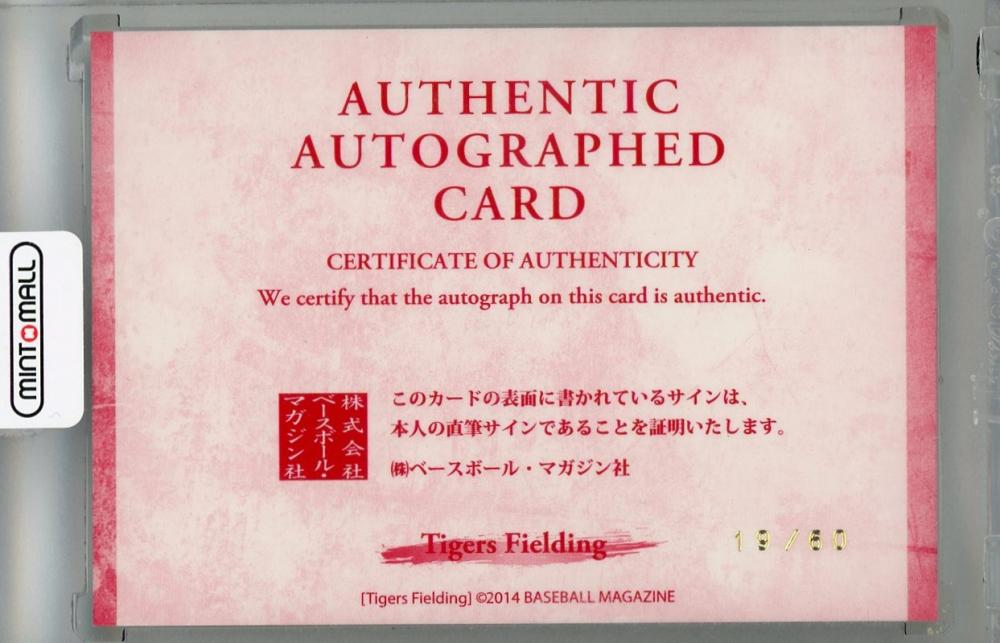 AUTHENTIC
AUTOGRAPHED
CARD
CERTIFICATE OF AUTHENTICITY
We certify that the autograph on this card is authentic.
MINTOMALL
株式会社
ベースボール・
マガジン社
このカードの表面に書かれているサインは、
本人の直筆サインであることを証明いたします。
㈱ベースボール・マガジン社
Tigers Fielding
19/60
[Tigers Fielding] ©2014 BASEBALL MAGAZINE